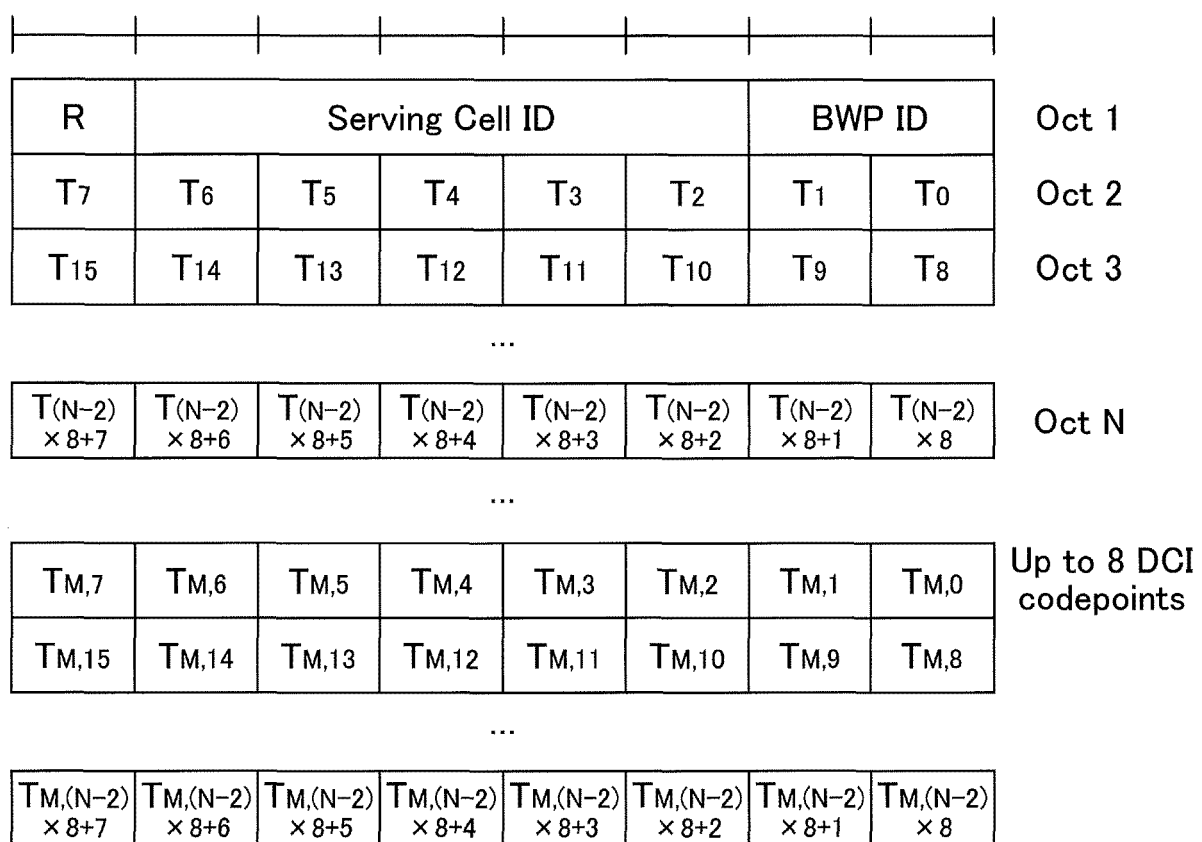 R Serving Cell ID BWP ID Oct 1
T7 T6 T5 T4 T3 T2 T1 T0 Oct 2
T15 T14 T13 T12 T11 T10 T9 T8 Oct 3
...
T(N-2)×8+7 T(N-2)×8+6 T(N-2)×8+5 T(N-2)×8+4 T(N-2)×8+3 T(N-2)×8+2 T(N-2)×8+1 T(N-2)×8 Oct N
...
Up to 8 DCI
codepoints
TM,7 TM,6 TM,5 TM,4 TM,3 TM,2 TM,1 TM,0
TM,15 TM,14 TM,13 TM,12 TM,11 TM,10 TM,9 TM,8
...
TM,(N-2)×8+7 TM,(N-2)×8+6 TM,(N-2)×8+5 TM,(N-2)×8+4 TM,(N-2)×8+3 TM,(N-2)×8+2 TM,(N-2)×8+1 TM,(N-2)×8